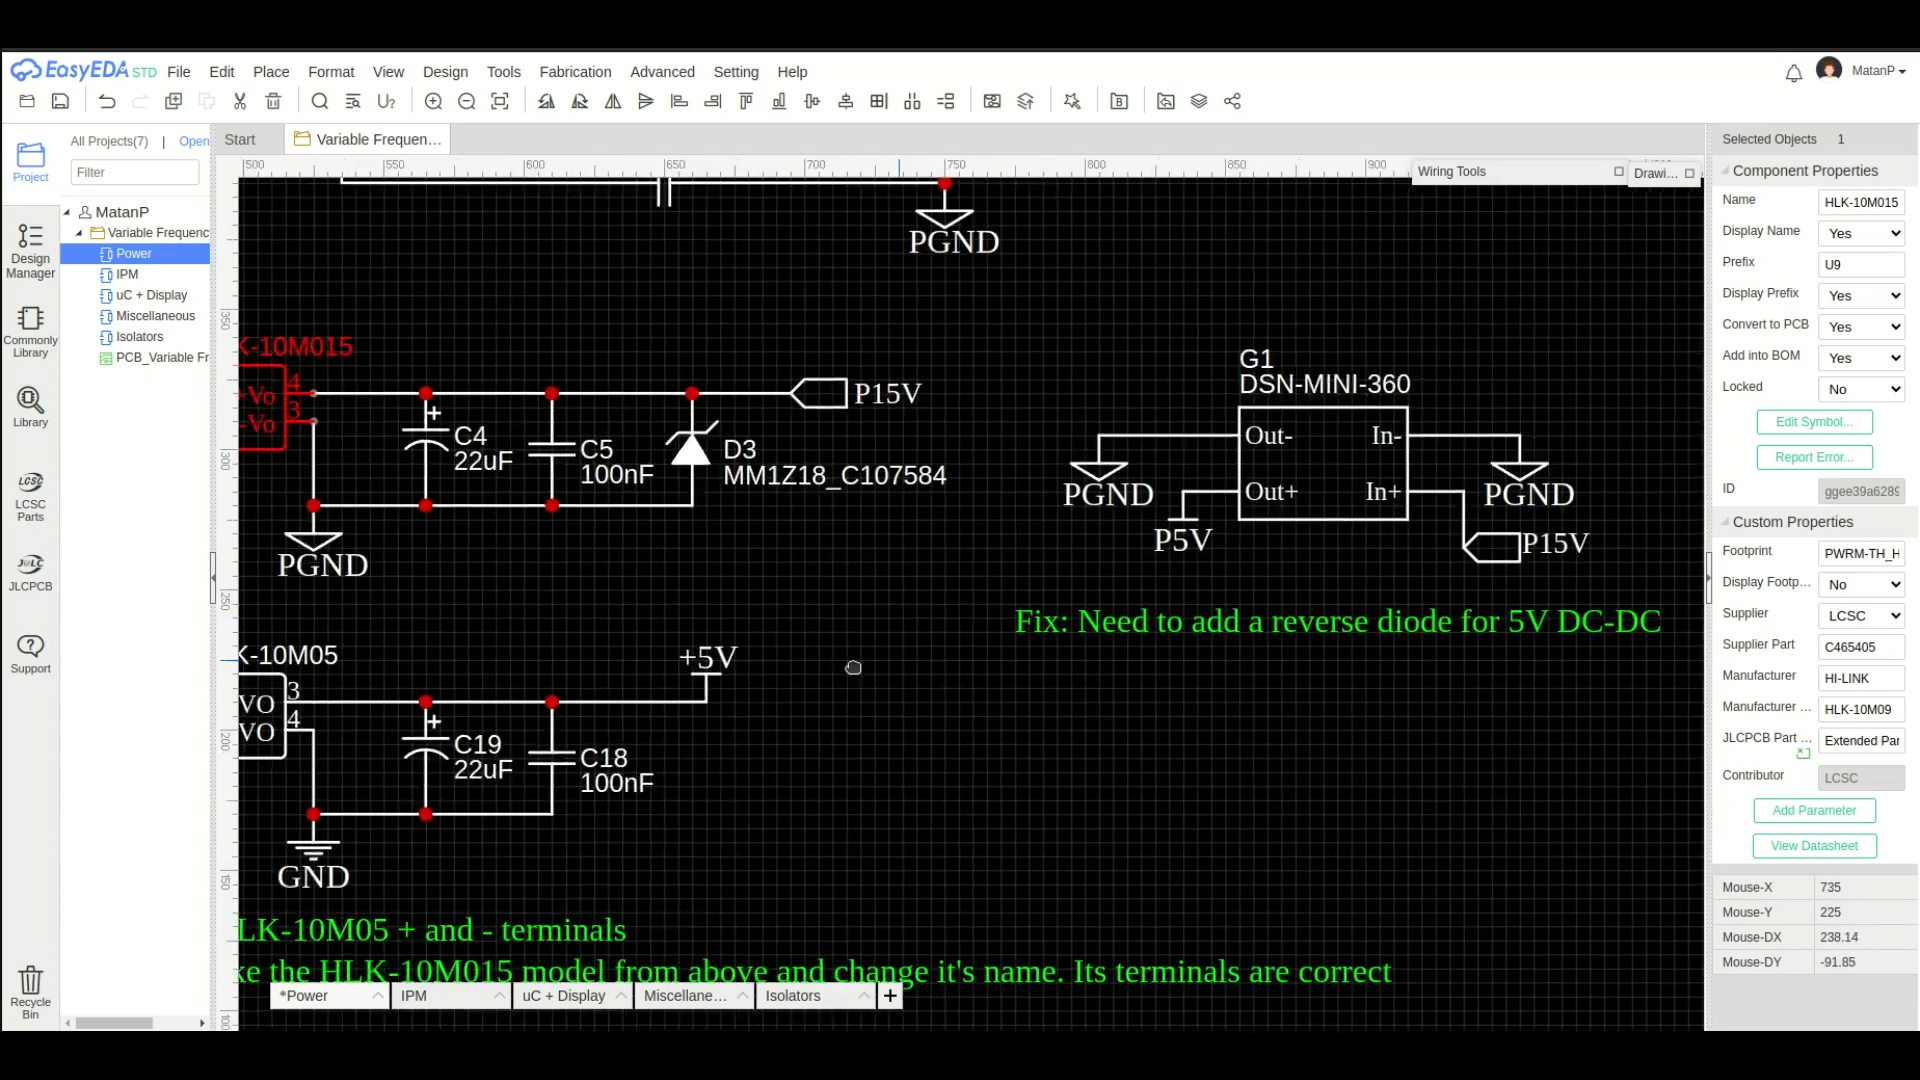 EasyEDA STD File Edit Place Format View Design Tools Fabrication Advanced Setting Help
MatanP
Project
Design Manager
Commonly Library
Library
LCSC Parts
JLCPCB
Support
Recycle Bin
All Projects(7) | Open
Filter
MatanP
Variable Frequenc
Power
IPM
uC + Display
Miscellaneous
Isolators
PCB_Variable Fr
Start
Variable Frequen...
500 550 600 650 700 750 800 850 900
350
300
250
200
150
100
Wiring Tools
Drawi...
PGND
K-10M015
+Vo 4
-Vo 3
P15V
C4
22uF
C5
100nF
D3
MM1Z18_C107584
PGND
G1
DSN-MINI-360
Out- In-
Out+ In+
PGND
P5V
PGND
P15V
Fix: Need to add a reverse diode for 5V DC-DC
K-10M05
VO 3
VO 4
+5V
C19
22uF
C18
100nF
GND
LK-10M05 + and - terminals
ke the HLK-10M015 model from above and change it's name. Its terminals are correct
*Power
IPM
uC + Display
Miscellane...
Isolators
Selected Objects 1
Component Properties
Name HLK-10M015
Display Name Yes
Prefix U9
Display Prefix Yes
Convert to PCB Yes
Add into BOM Yes
Locked No
Edit Symbol...
Report Error...
ID ggee39a6289
Custom Properties
Footprint PWRM-TH_H
Display Footp... No
Supplier LCSC
Supplier Part C465405
Manufacturer HI-LINK
Manufacturer ... HLK-10M09
JLCPCB Part ... Extended Par
Contributor LCSC
Add Parameter
View Datasheet
Mouse-X 735
Mouse-Y 225
Mouse-DX 238.14
Mouse-DY -91.85